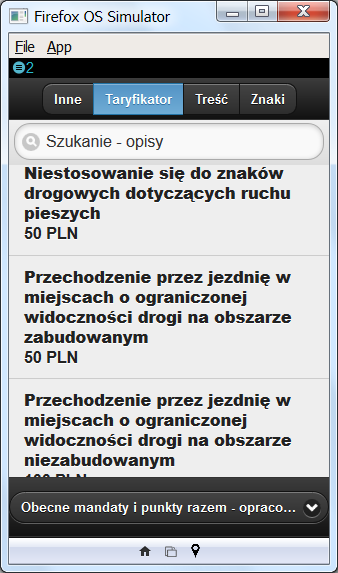 Firefox OS Simulator
File App
2
Inne Taryfikator Treść Znaki
Szukanie - opisy
Niestosowanie się do znaków
drogowych dotyczących ruchu
pieszych
50 PLN
Przechodzenie przez jezdnię w
miejscach o ograniczonej
widoczności drogi na obszarze
zabudowanym
50 PLN
Przechodzenie przez jezdnię w
miejscach o ograniczonej
widoczności drogi na obszarze
niezabudowanym
Obecne mandaty i punkty razem - opraco...